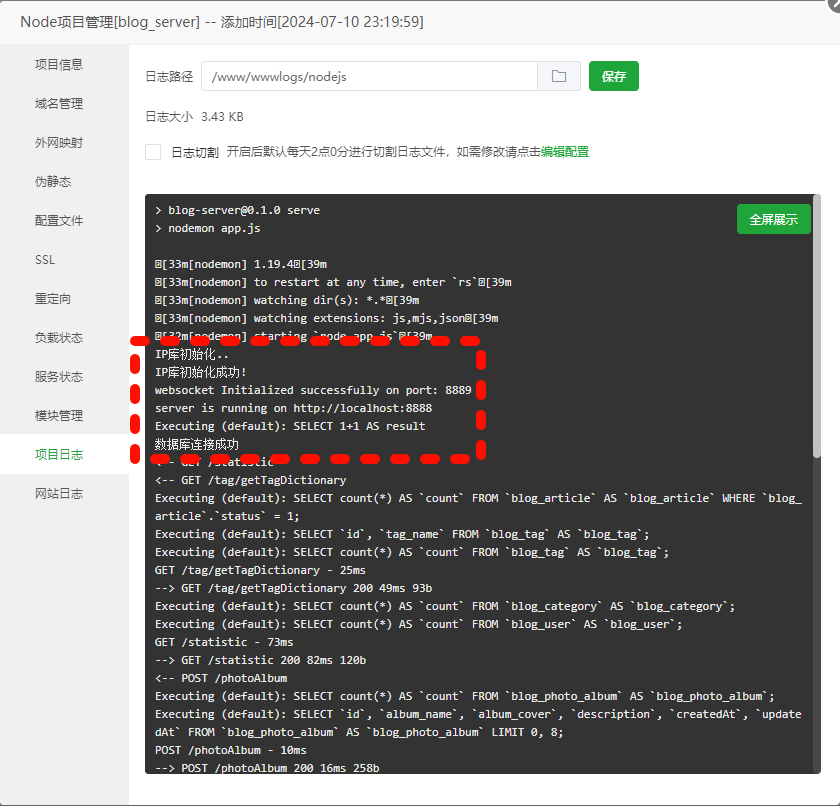 Node项目管理[blog_server] -- 添加时间[2024-07-10 23:19:59]
项目信息
域名管理
外网映射
伪静态
配置文件
SSL
重定向
负载状态
服务状态
模块管理
项目日志
网站日志
日志路径 /www/wwwlogs/nodejs 保存
日志大小 3.43 KB
日志切割 开启后默认每天2点0分进行切割日志文件，如需修改请点击编辑配置
全屏展示
> blog-server@0.1.0 serve
> nodemon app.js
[33m[nodemon] 1.19.4[39m
[33m[nodemon] to restart at any time, enter `rs`[39m
[33m[nodemon] watching dir(s): *.*[39m
[33m[nodemon] watching extensions: js,mjs,json[39m
[32m[nodemon] starting `node app.js`[39m
IP库初始化..
IP库初始化成功!
websocket Initialized successfully on port: 8889
server is running on http://localhost:8888
Executing (default): SELECT 1+1 AS result
数据库连接成功
<-- GET /statistic
<-- GET /tag/getTagDictionary
Executing (default): SELECT count(*) AS `count` FROM `blog_article` AS `blog_article` WHERE `blog_
article`.`status` = 1;
Executing (default): SELECT `id`, `tag_name` FROM `blog_tag` AS `blog_tag`;
Executing (default): SELECT count(*) AS `count` FROM `blog_tag` AS `blog_tag`;
GET /tag/getTagDictionary - 25ms
--> GET /tag/getTagDictionary 200 49ms 93b
Executing (default): SELECT count(*) AS `count` FROM `blog_category` AS `blog_category`;
Executing (default): SELECT count(*) AS `count` FROM `blog_user` AS `blog_user`;
GET /statistic - 73ms
--> GET /statistic 200 82ms 120b
<-- POST /photoAlbum
Executing (default): SELECT count(*) AS `count` FROM `blog_photo_album` AS `blog_photo_album`;
Executing (default): SELECT `id`, `album_name`, `album_cover`, `description`, `createdAt`, `update
dAt` FROM `blog_photo_album` AS `blog_photo_album` LIMIT 0, 8;
POST /photoAlbum - 10ms
--> POST /photoAlbum 200 16ms 258b